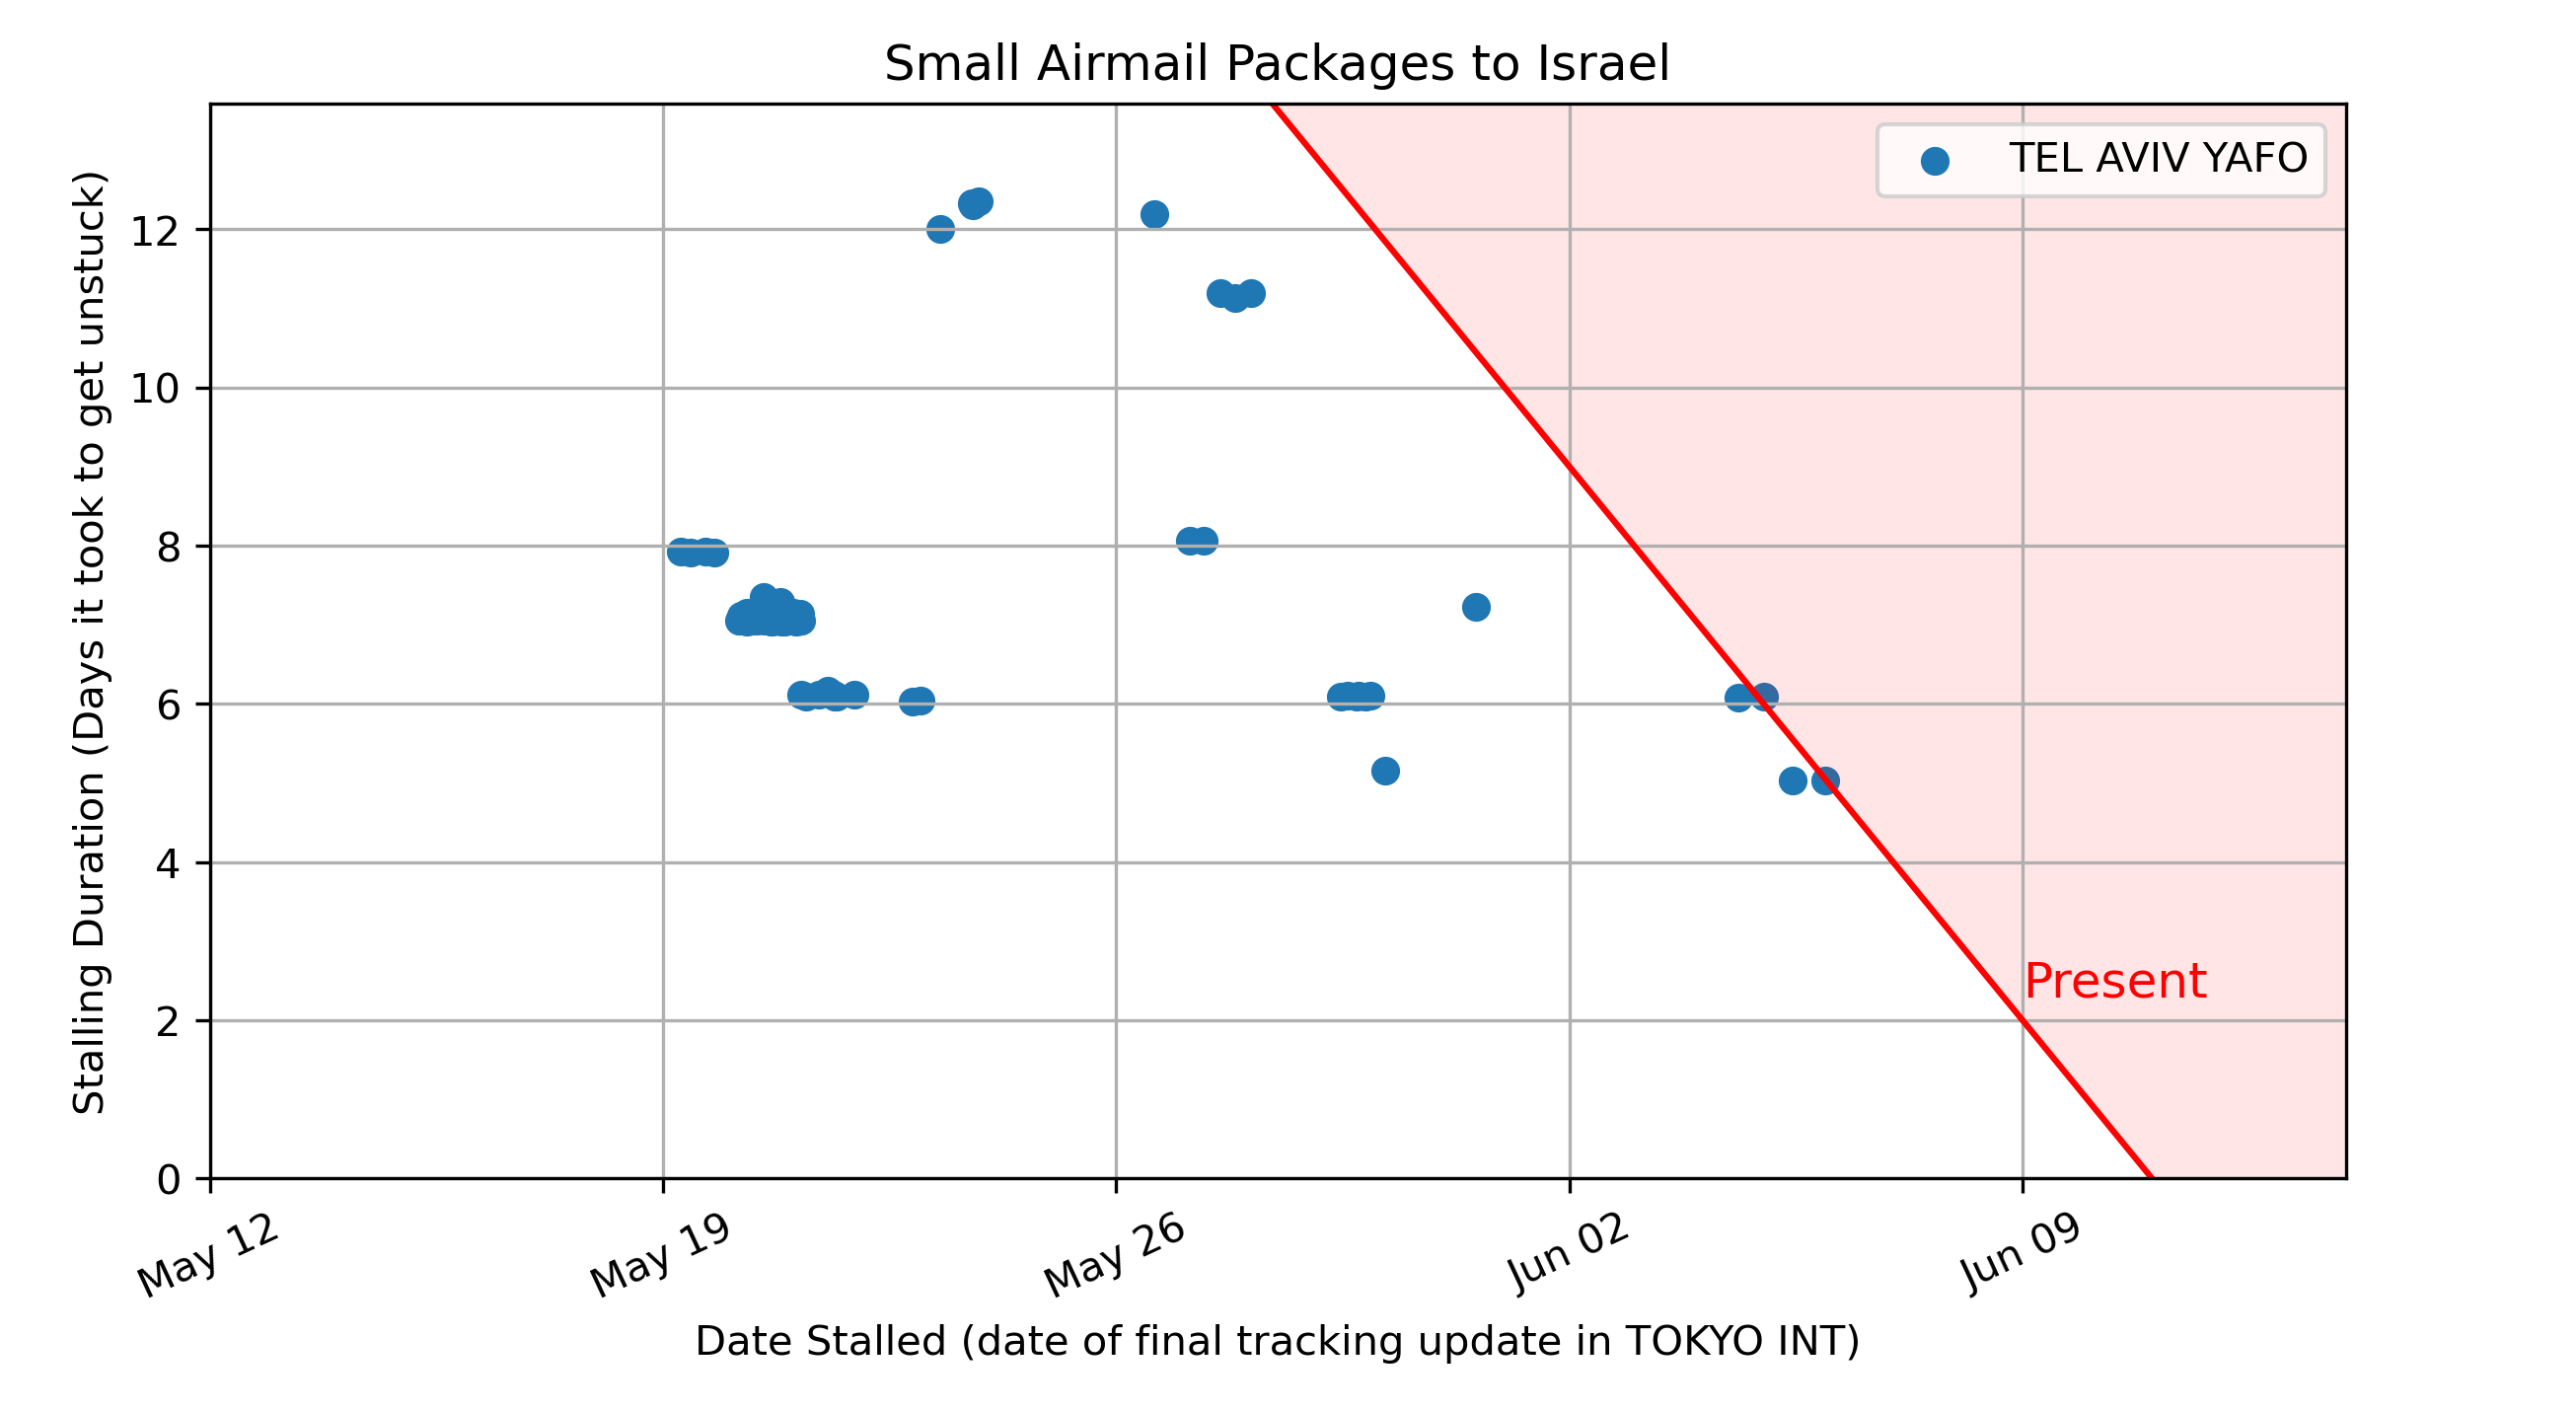 Small Airmail Packages to Israel
TEL AVIV YAFO
Stalling Duration (Days it took to get unstuck)
12
10
8
6
4
2
0
Present
May 12
May 19
May 26
Jun 02
Jun 09
Date Stalled (date of final tracking update in TOKYO INT)